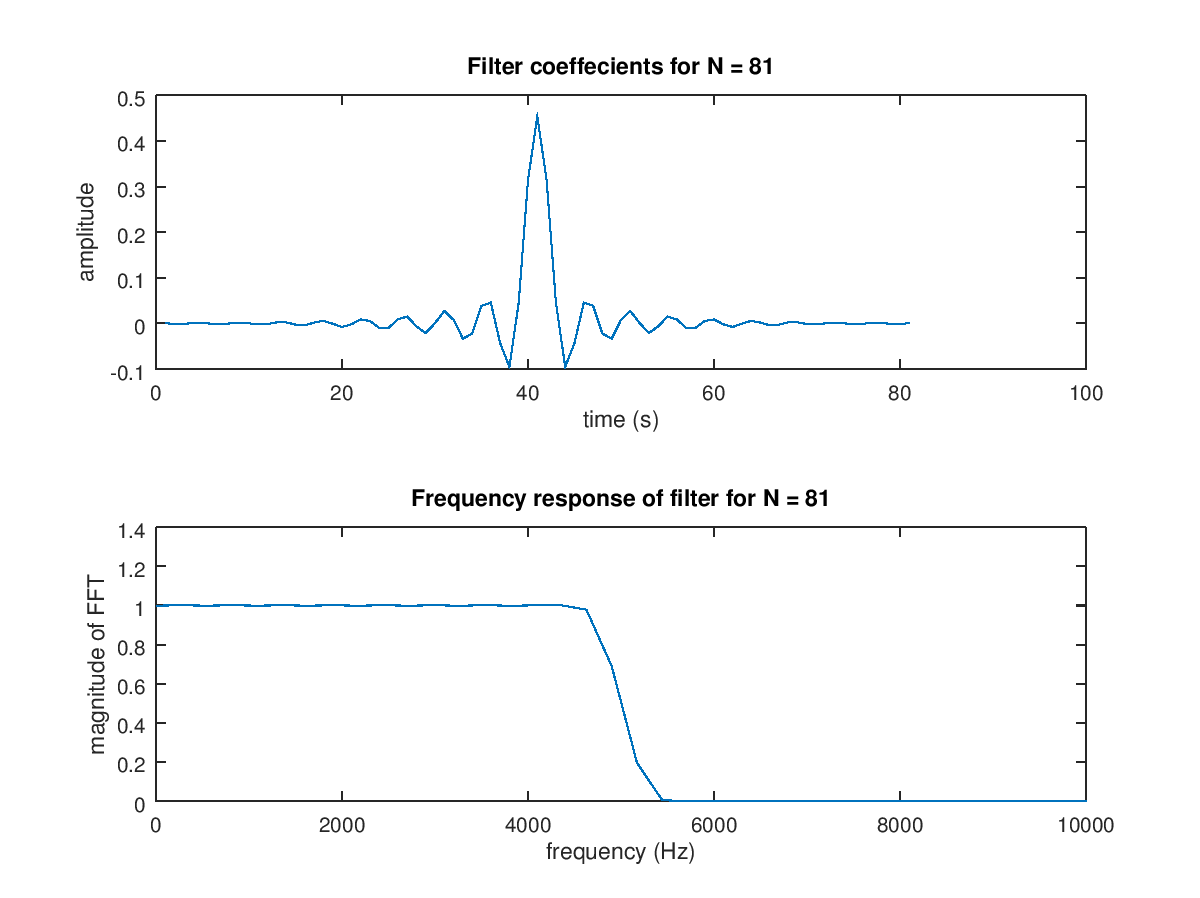 Filter coeffecients for N = 81
0.5
0.4
0.3
0.2
0.1
0
-0.1
amplitude
0 20 40 60 80 100
time (s)
Frequency response of filter for N = 81
1.4
1.2
1
0.8
0.6
0.4
0.2
0
magnitude of FFT
0 2000 4000 6000 8000 10000
frequency (Hz)